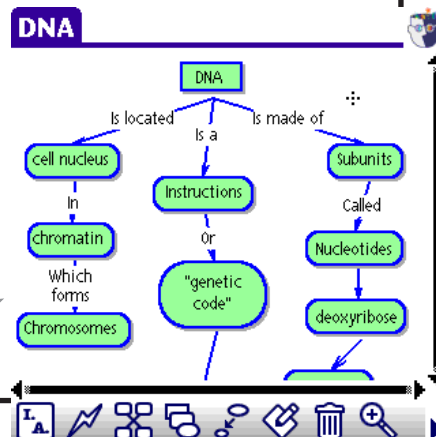 DNA
DNA
Is located
Is a
Is made of
cell nucleus
Instructions
Subunits
In
Or
Called
chromatin
"genetic
code"
Nucleotides
Which
forms
Chromosomes
deoxyribose
I.
A.